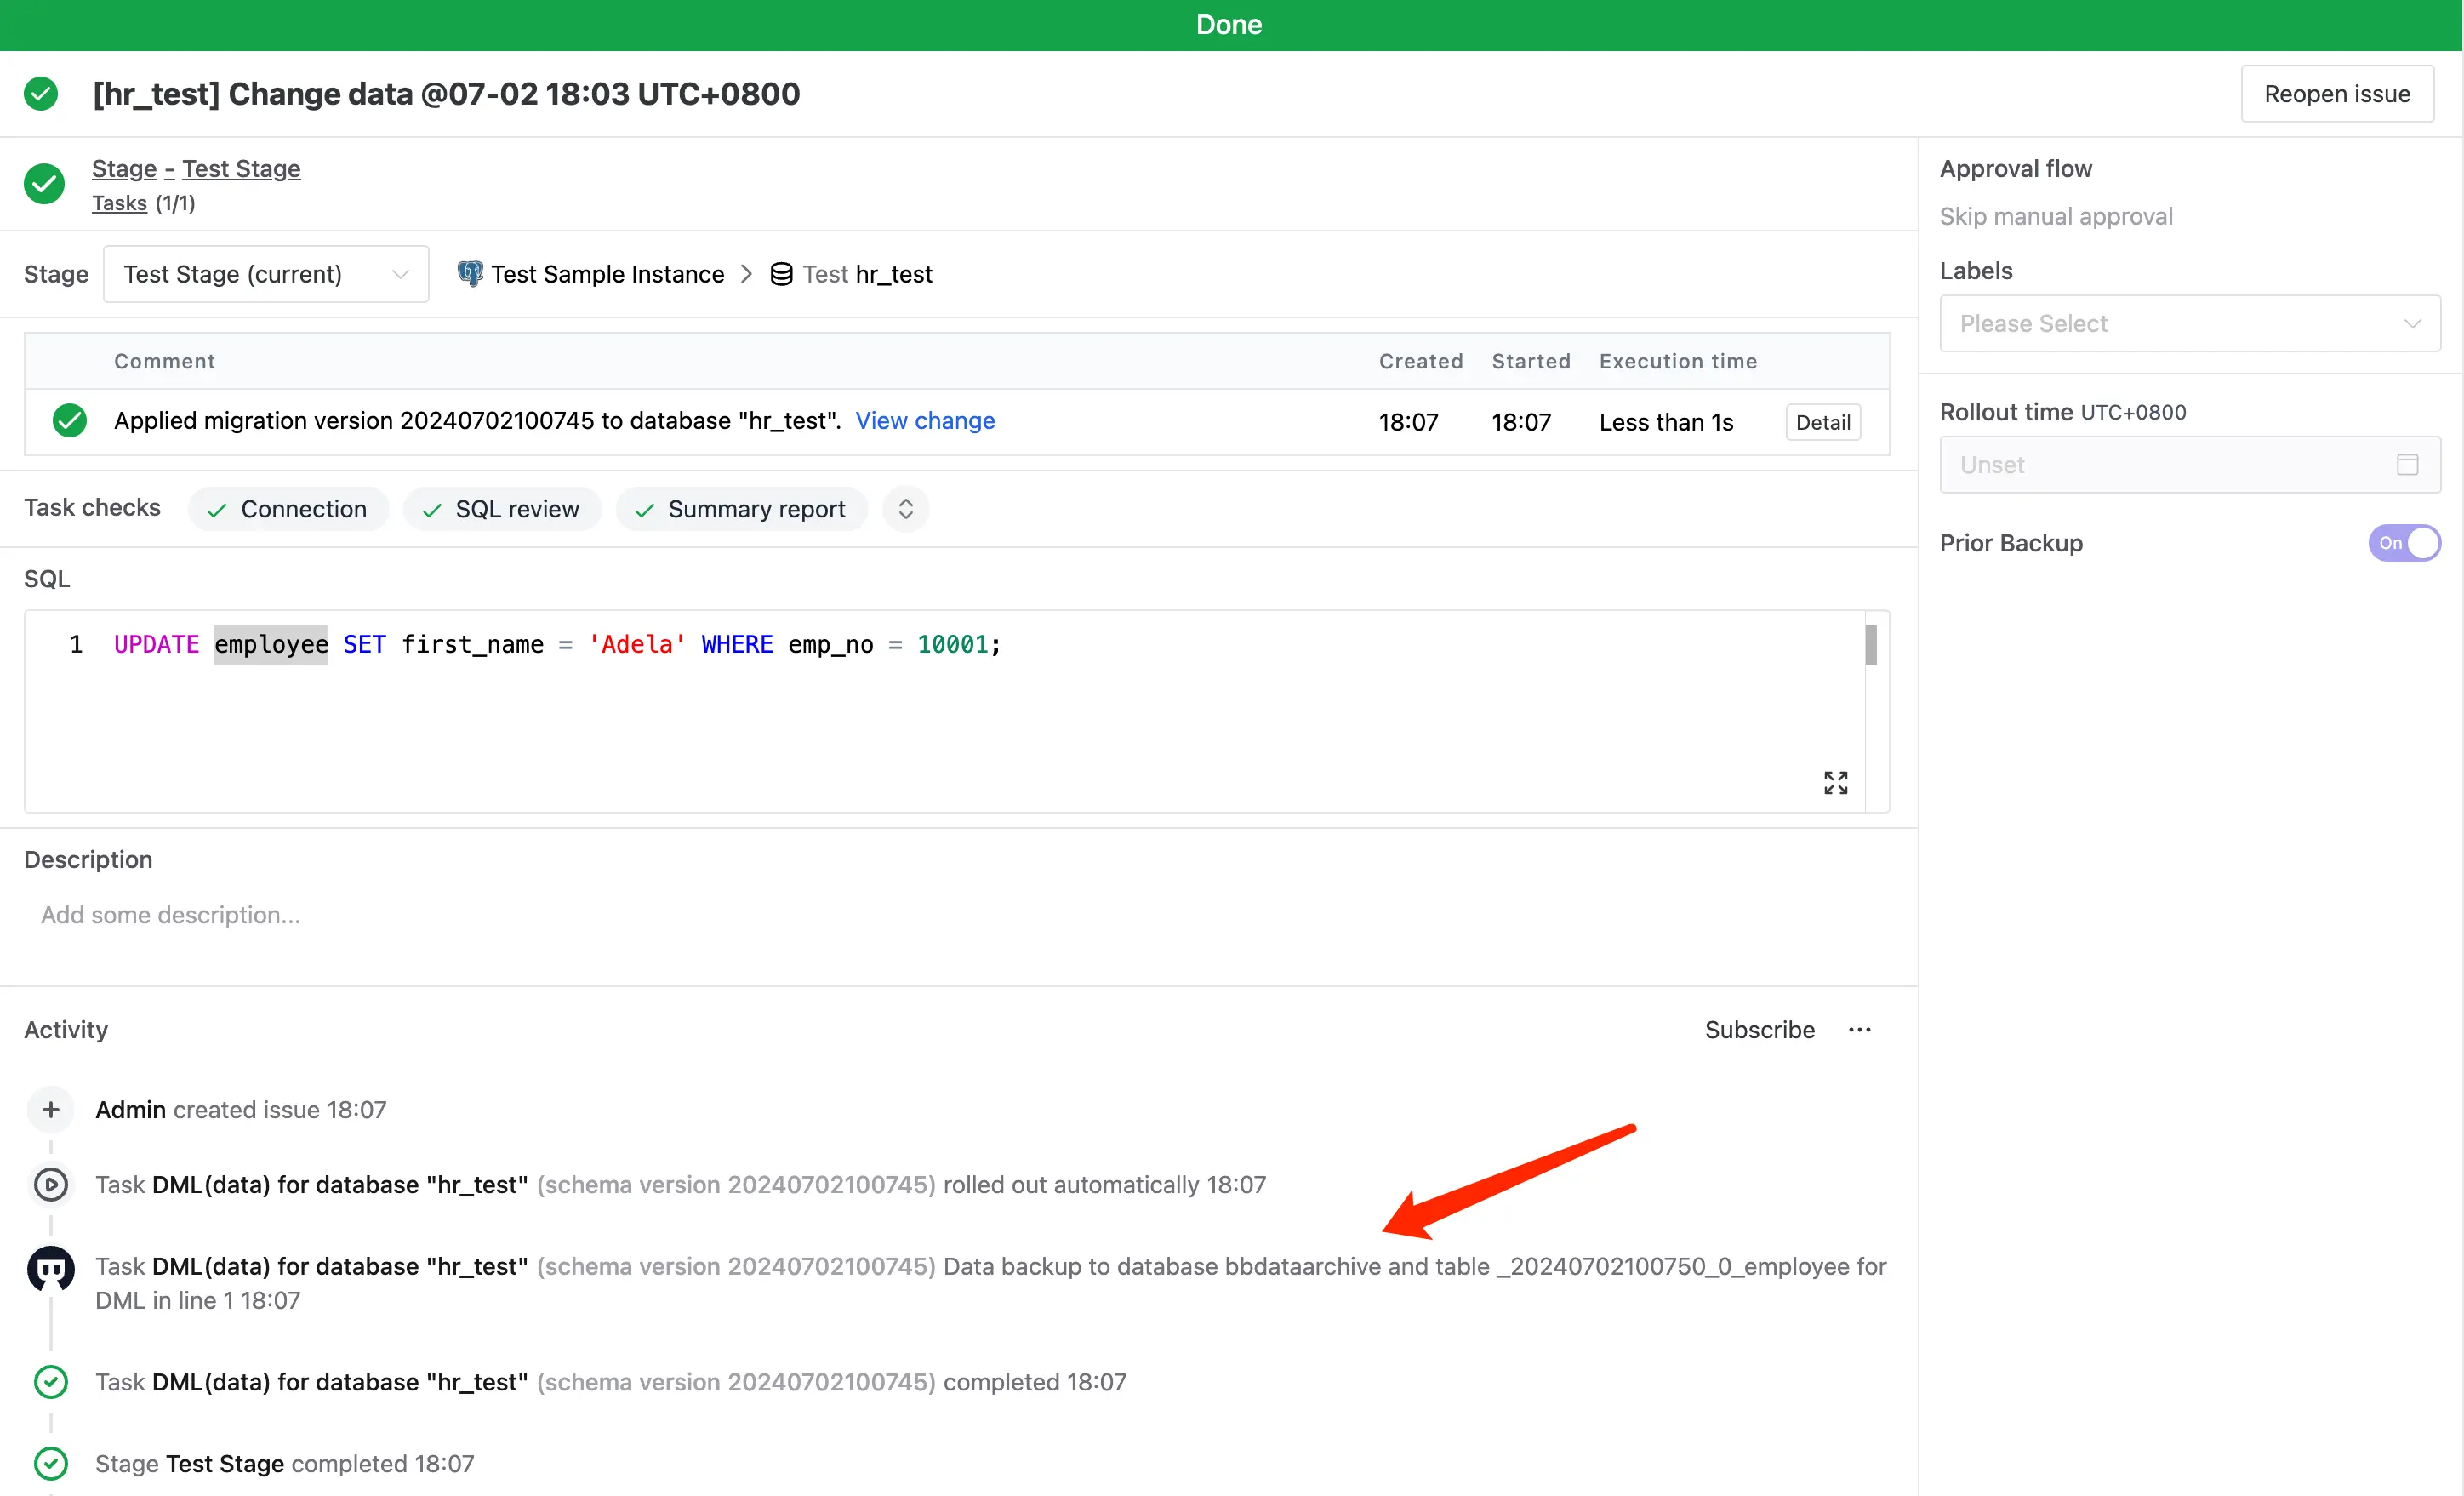 Done
[hr_test] Change data @07-02 18:03 UTC+0800
Reopen issue
Stage - Test Stage
Tasks (1/1)
Stage
Test Stage (current)
Test Sample Instance
Test hr_test
Comment
Created
Started
Execution time
Applied migration version 20240702100745 to database "hr_test". View change
18:07
18:07
Less than 1s
Detail
Task checks
Connection
SQL review
Summary report
SQL
1 UPDATE employee SET first_name = 'Adela' WHERE emp_no = 10001;
Description
Add some description...
Activity
Subscribe
Admin created issue 18:07
Task DML(data) for database "hr_test" (schema version 20240702100745) rolled out automatically 18:07
Task DML(data) for database "hr_test" (schema version 20240702100745) Data backup to database bbdataarchive and table _20240702100750_0_employee for
DML in line 1 18:07
Task DML(data) for database "hr_test" (schema version 20240702100745) completed 18:07
Stage Test Stage completed 18:07
Approval flow
Skip manual approval
Labels
Please Select
Rollout time UTC+0800
Unset
Prior Backup
On